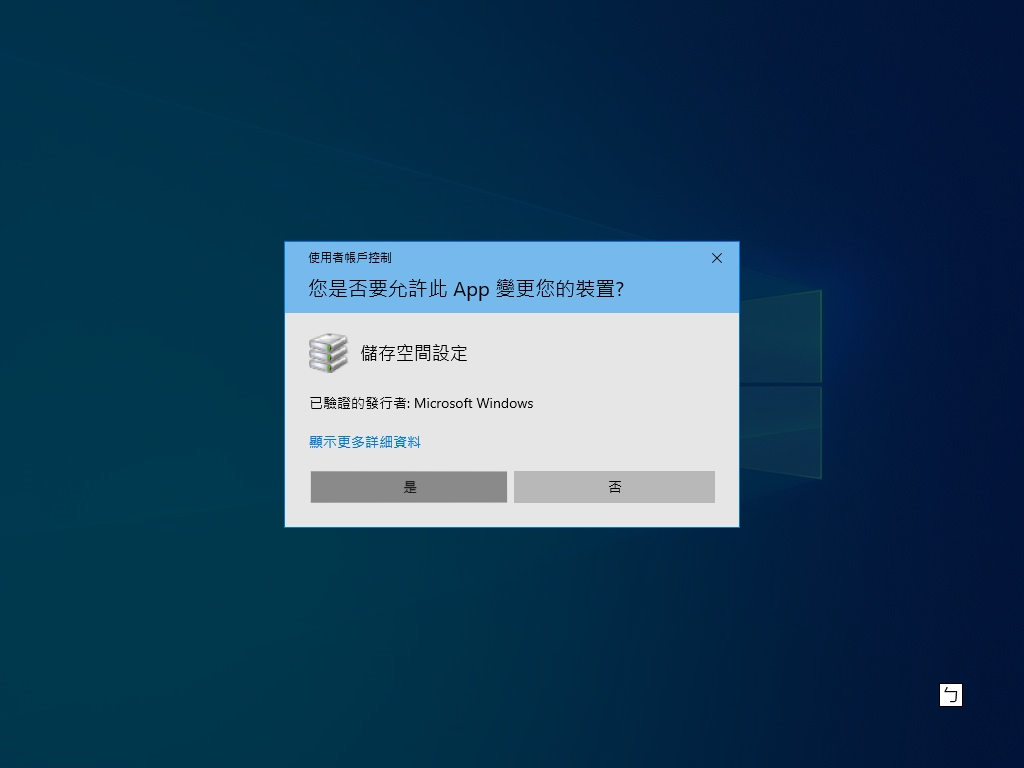 使用者帳戶控制
您是否要允許此 App 變更您的裝置?
儲存空間設定
已驗證的發行者: Microsoft Windows
顯示更多詳細資料
是
否
ㄅ